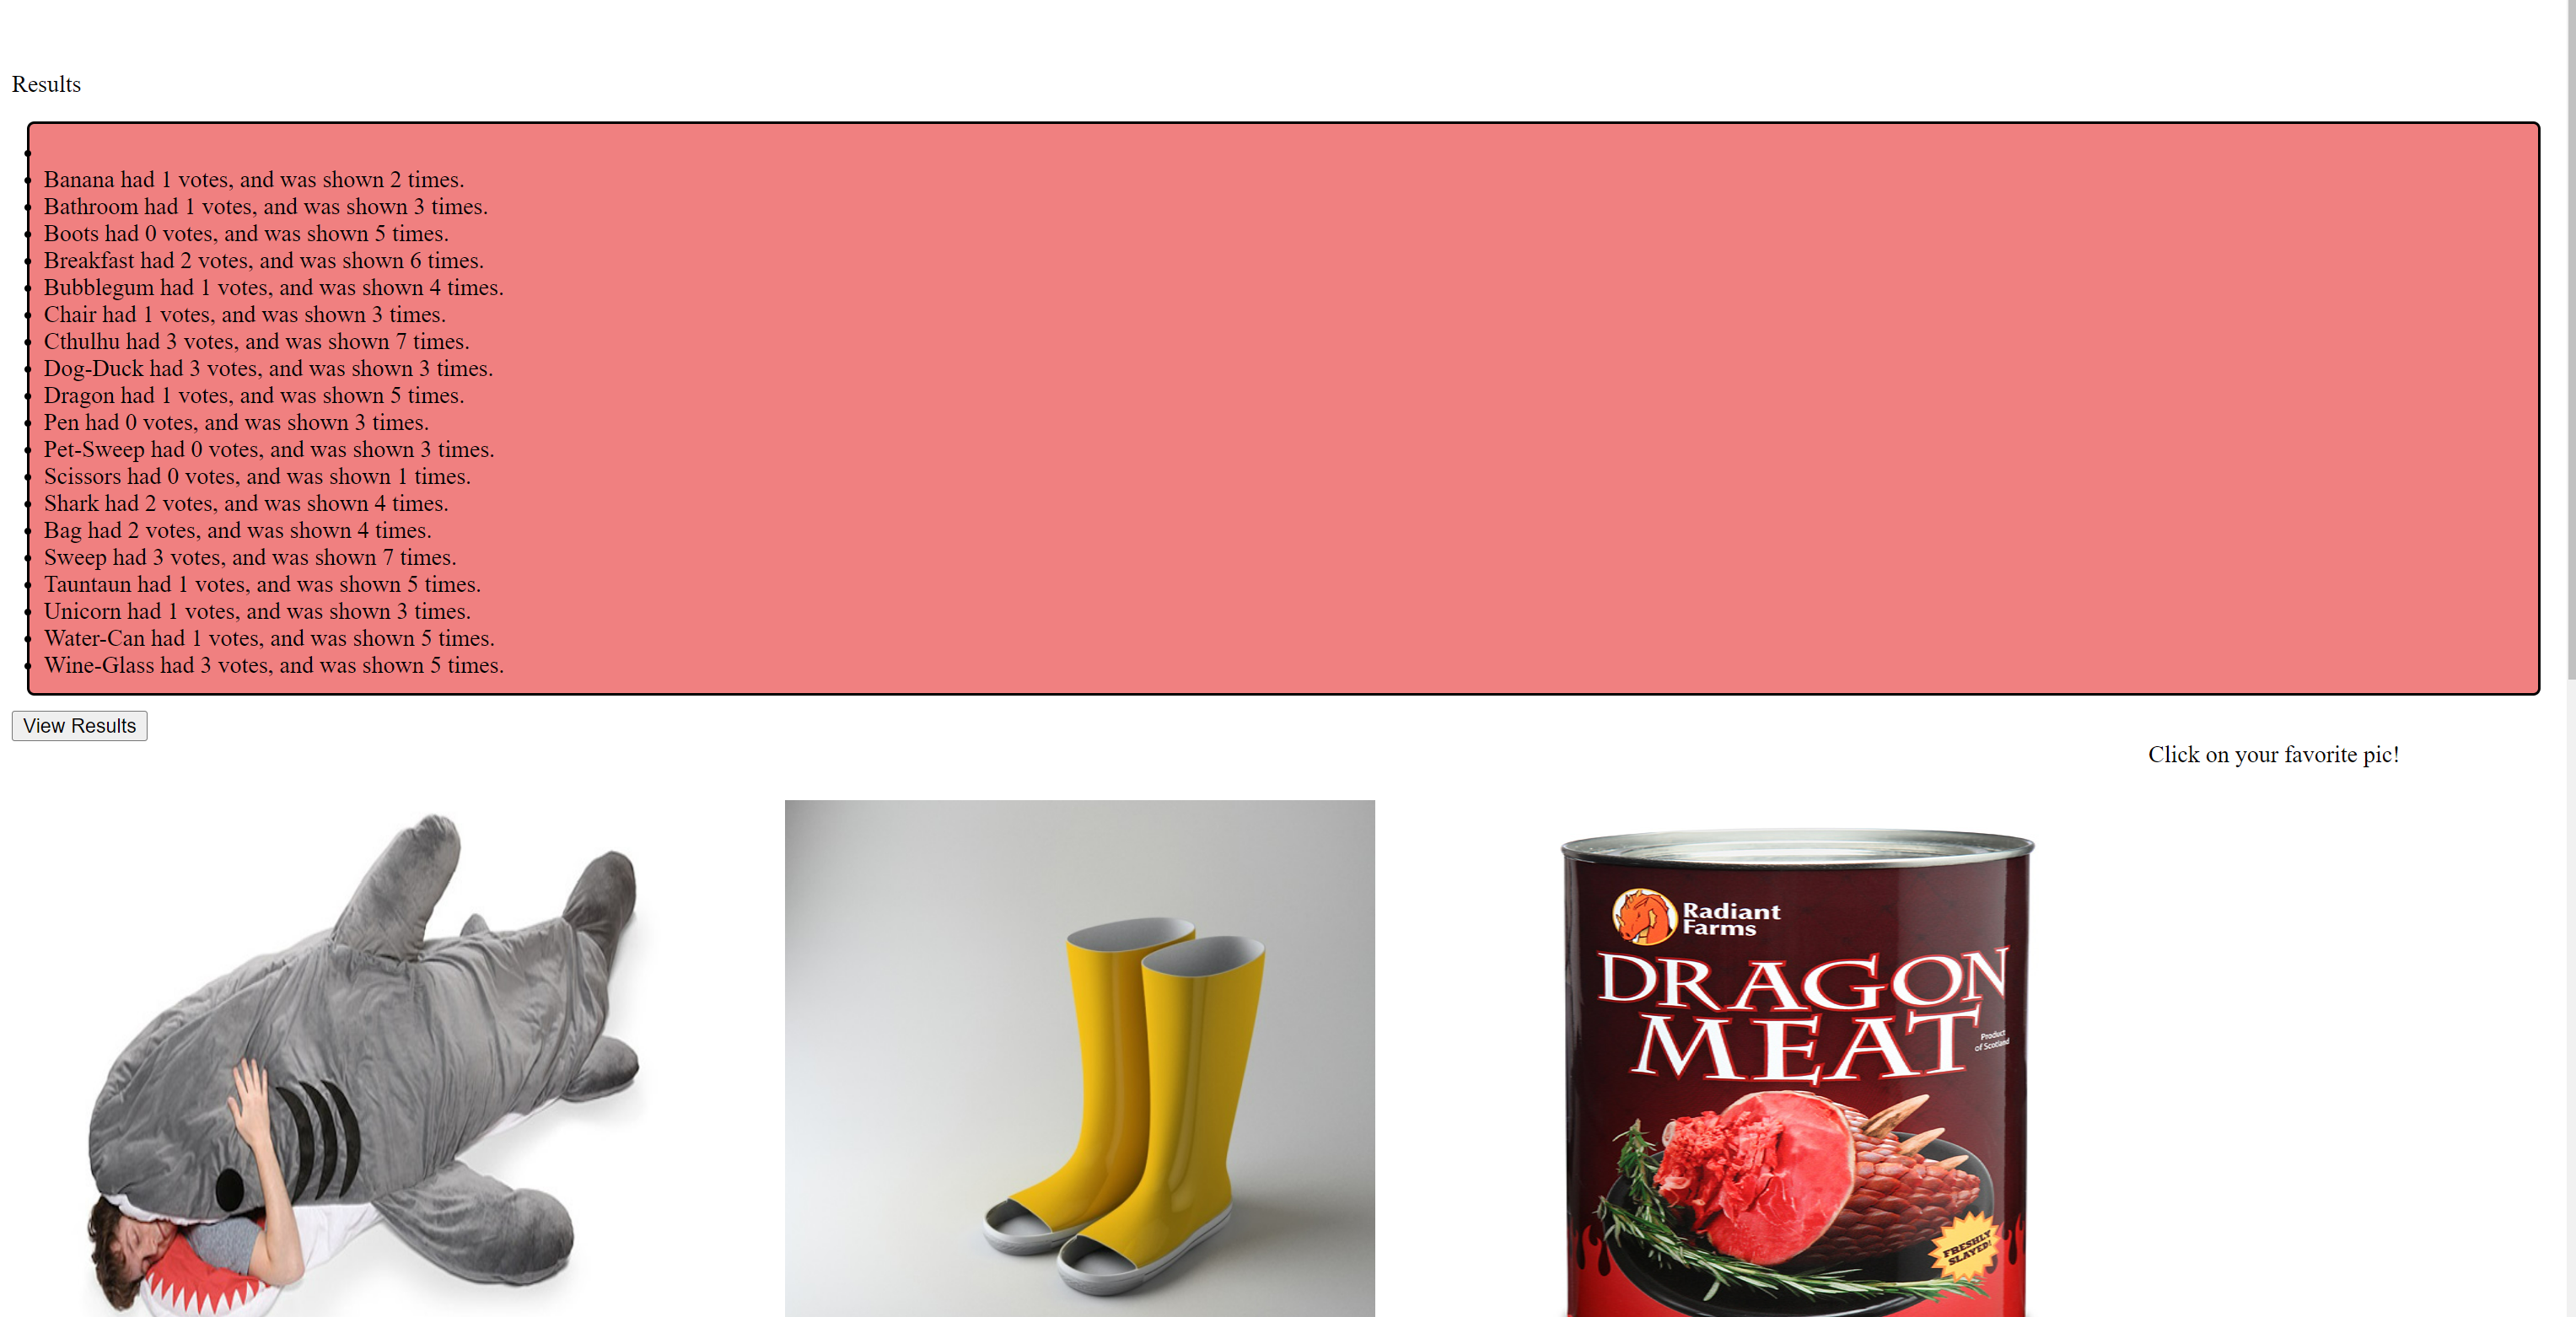 Results
Banana had 1 votes, and was shown 2 times.
Bathroom had 1 votes, and was shown 3 times.
Boots had 0 votes, and was shown 5 times.
Breakfast had 2 votes, and was shown 6 times.
Bubblegum had 1 votes, and was shown 4 times.
Chair had 1 votes, and was shown 3 times.
Cthulhu had 3 votes, and was shown 7 times.
Dog-Duck had 3 votes, and was shown 3 times.
Dragon had 1 votes, and was shown 5 times.
Pen had 0 votes, and was shown 3 times.
Pet-Sweep had 0 votes, and was shown 3 times.
Scissors had 0 votes, and was shown 1 times.
Shark had 2 votes, and was shown 4 times.
Bag had 2 votes, and was shown 4 times.
Sweep had 3 votes, and was shown 7 times.
Tauntaun had 1 votes, and was shown 5 times.
Unicorn had 1 votes, and was shown 3 times.
Water-Can had 1 votes, and was shown 5 times.
Wine-Glass had 3 votes, and was shown 5 times.
View Results
Click on your favorite pic!
Radiant
Farms
DRAGON
MEAT
Product
of Scotland
FRESHLY
SLAYED!